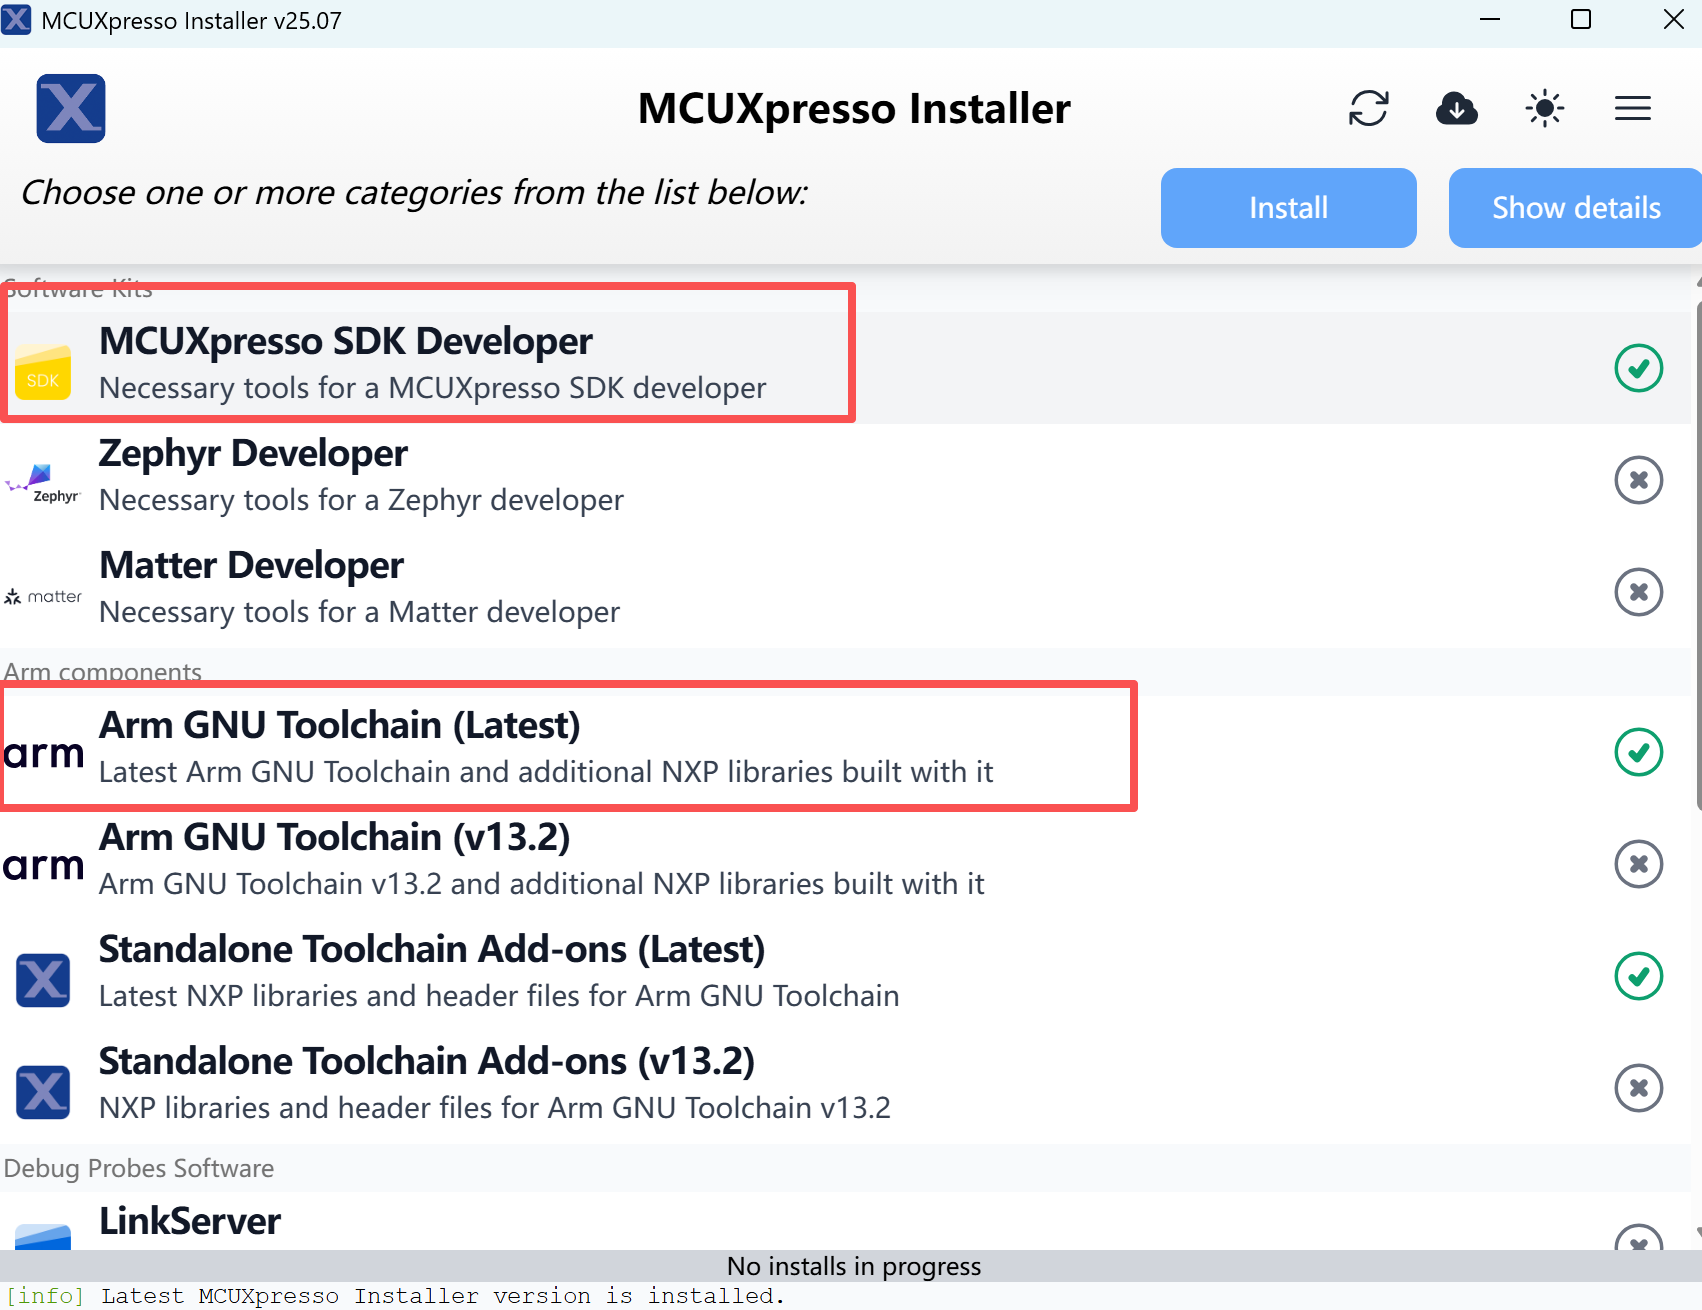 MCUXpresso Installer v25.07
MCUXpresso Installer
Choose one or more categories from the list below:
Install
Show details
Software Kits
SDK
MCUXpresso SDK Developer
Necessary tools for a MCUXpresso SDK developer
Zephyr
Zephyr Developer
Necessary tools for a Zephyr developer
matter
Matter Developer
Necessary tools for a Matter developer
Arm components
arm
Arm GNU Toolchain (Latest)
Latest Arm GNU Toolchain and additional NXP libraries built with it
arm
Arm GNU Toolchain (v13.2)
Arm GNU Toolchain v13.2 and additional NXP libraries built with it
Standalone Toolchain Add-ons (Latest)
Latest NXP libraries and header files for Arm GNU Toolchain
Standalone Toolchain Add-ons (v13.2)
NXP libraries and header files for Arm GNU Toolchain v13.2
Debug Probes Software
LinkServer
No installs in progress
[info] Latest MCUXpresso Installer version is installed.